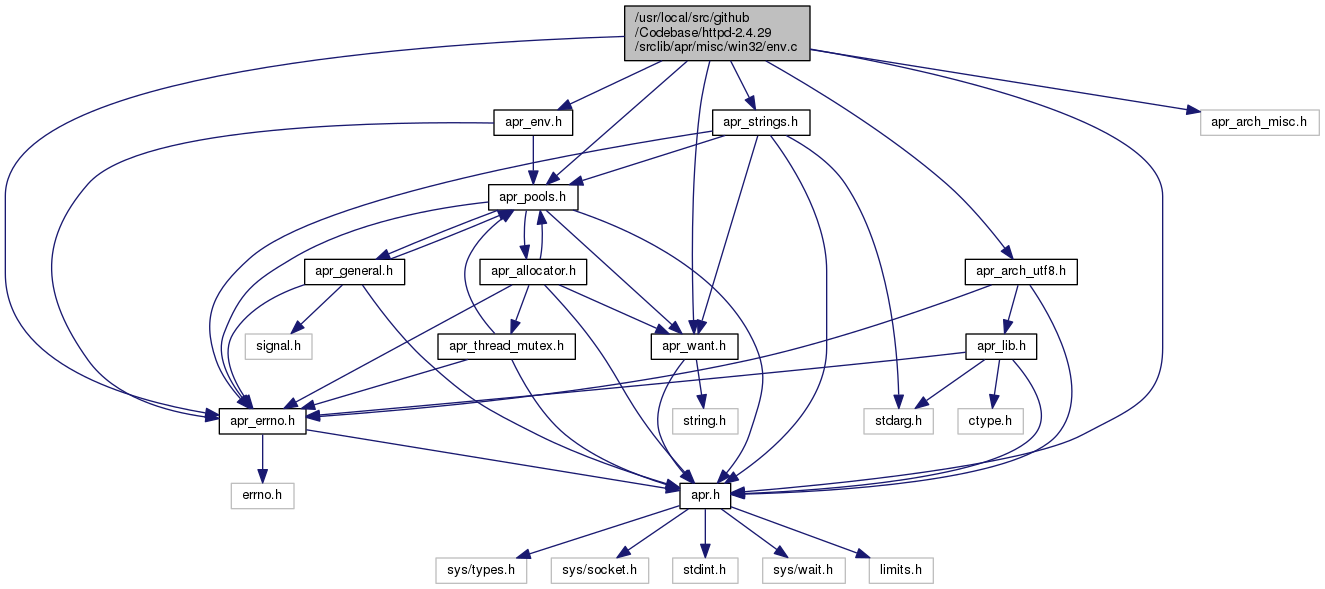 /usr/local/src/github
/Codebase/httpd-2.4.29
/srclib/apr/misc/win32/env.c
apr_env.h
apr_strings.h
apr_arch_misc.h
apr_pools.h
apr_general.h
apr_allocator.h
apr_arch_utf8.h
signal.h
apr_thread_mutex.h
apr_want.h
apr_lib.h
apr_errno.h
string.h
stdarg.h
ctype.h
errno.h
apr.h
sys/types.h
sys/socket.h
stdint.h
sys/wait.h
limits.h